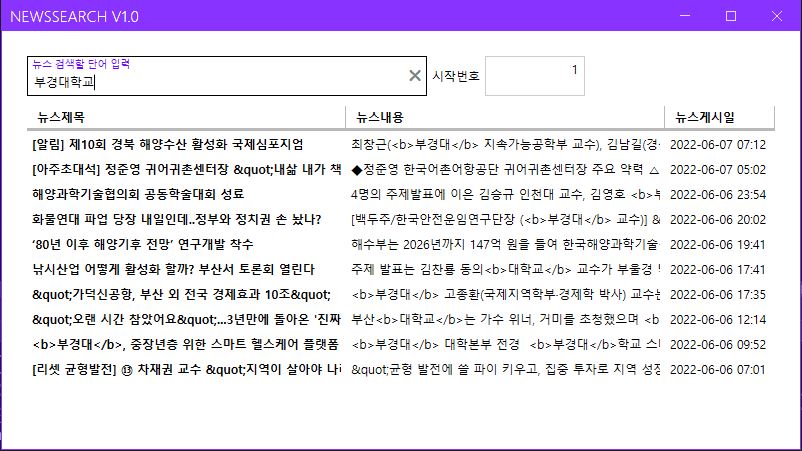 NEWSSEARCH V1.0
뉴스 검색할 단어 입력
부경대학교
시작번호 1
뉴스제목 뉴스내용 뉴스게시일
[알림] 제10회 경북 해양수산 활성화 국제심포지엄 최창근(<b>부경대</b> 지속가능공학부 교수), 김남길(경 2022-06-07 07:12
[아주초대석] 정준영 귀어귀촌센터장 &quot;내삶 내가 책 ◆정준영 한국어촌어항공단 귀어귀촌센터장 주요 약력 △ 2022-06-07 05:02
해양과학기술협의회 공동학술대회 성료 4명의 주제발표에 이은 김승규 인천대 교수, 김영호 <b>부 2022-06-06 23:54
화물연대 파업 당장 내일인데..정부와 정치권 손 놨나? [백두주/한국안전운임연구단장 (<b>부경대</b> 교수)] & 2022-06-06 20:02
‘80년 이후 해양기후 전망’ 연구개발 착수 해수부는 2026년까지 147억 원을 들여 한국해양과학기술 2022-06-06 19:41
낚시산업 어떻게 활성화 할까? 부산서 토론회 열린다 주제 발표는 김찬룡 동의<b>대학교</b> 교수가 부울경 2022-06-06 17:41
&quot;가덕신공항, 부산 외 전국 경제효과 10조&quot; <b>부경대</b> 고종환(국제지역학부·경제학 박사) 교수는 2022-06-06 17:35
&quot;오랜 시간 참았어요&quot;...3년만에 돌아온 '진짜 부산<b>대학교</b>는 가수 위너, 거미를 초청했으며 <b 2022-06-06 12:14
<b>부경대</b>, 중장년층 위한 스마트 헬스케어 플랫폼 <b>부경대</b> 대학본부 전경 <b>부경대</b>학교 스 2022-06-06 09:52
[리셋 균형발전] ⑬ 차재권 교수 &quot;지역이 살아야 나 &quot;균형 발전에 쓸 파이 키우고, 집중 투자로 지역 성장 2022-06-06 07:01